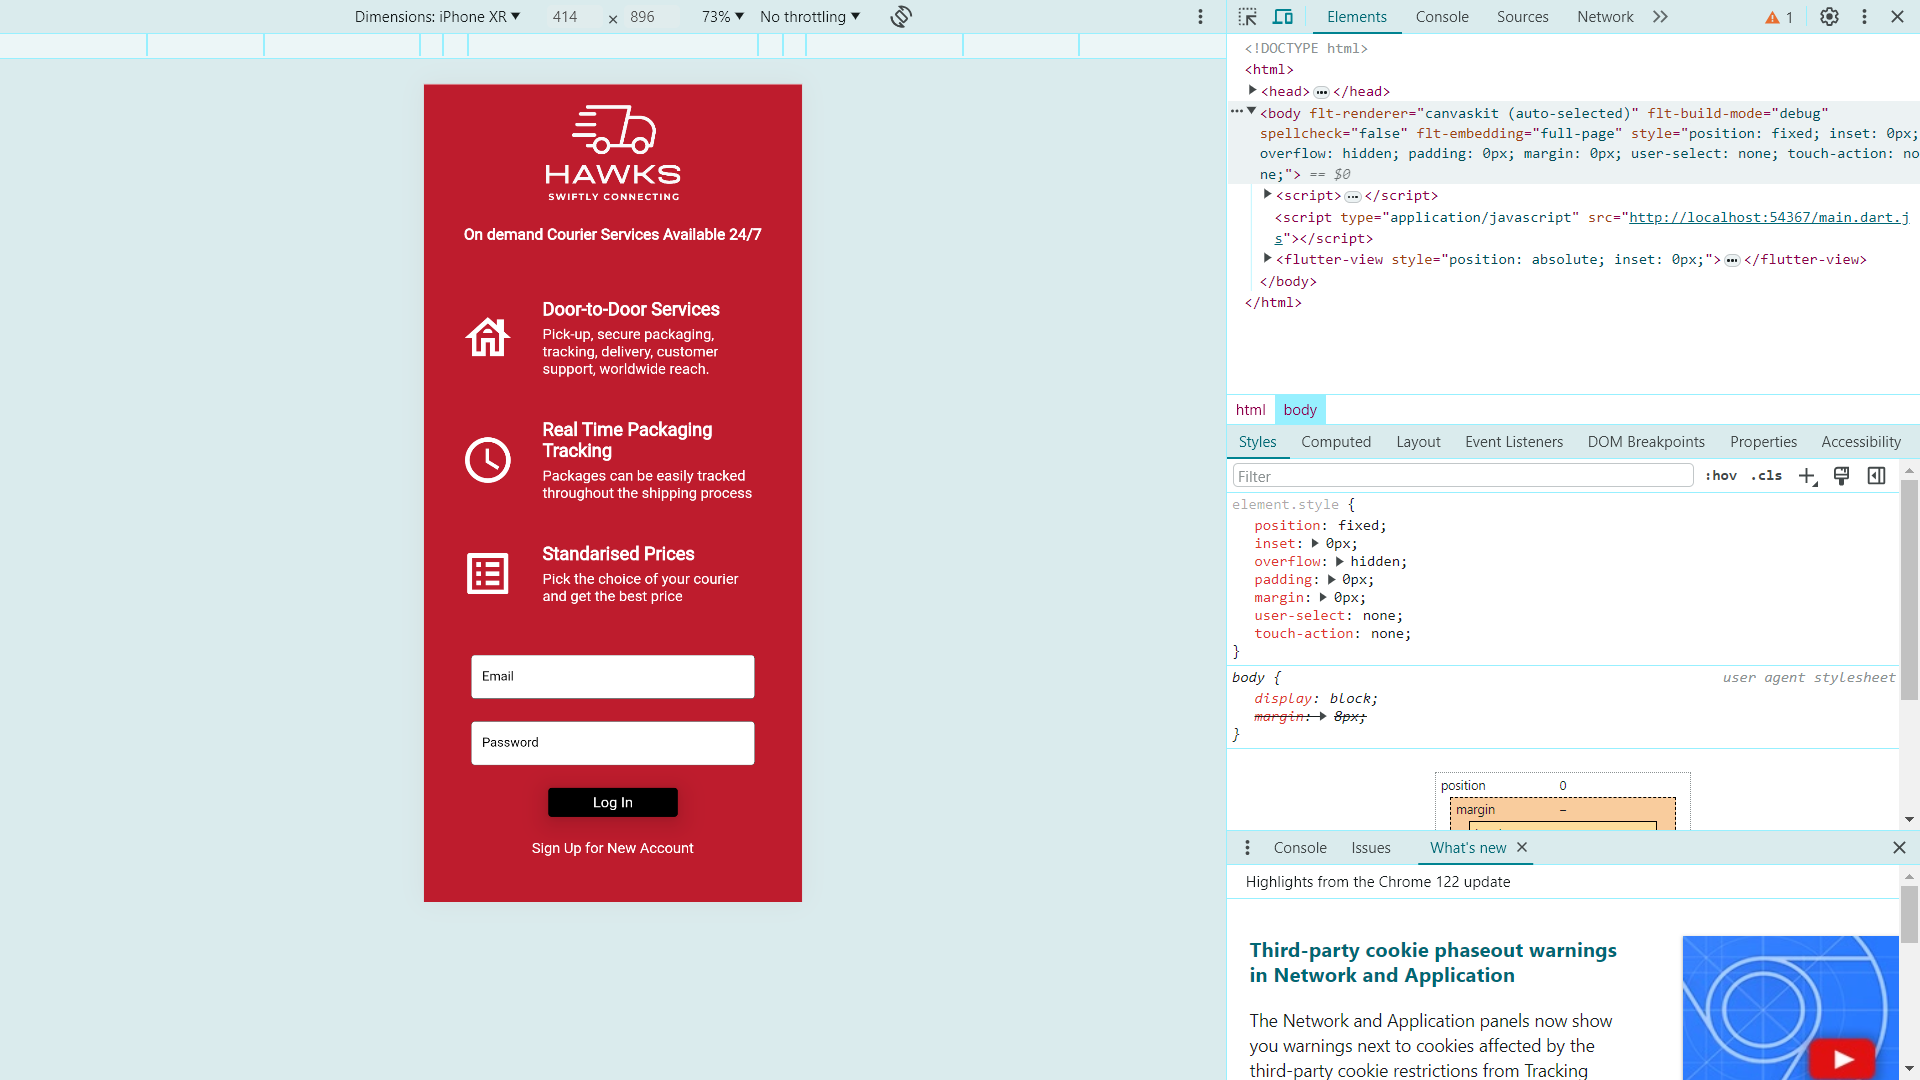 Dimensions: iPhone XR ▼ 414 × 896 73% ▼ No throttling ▼
HAWKS
SWIFTLY CONNECTING
On demand Courier Services Available 24/7
Door-to-Door Services
Pick-up, secure packaging,
tracking, delivery, customer
support, worldwide reach.
Real Time Packaging
Tracking
Packages can be easily tracked
throughout the shipping process
Standarised Prices
Pick the choice of your courier
and get the best price
Email
Password
Log In
Sign Up for New Account
Elements Console Sources Network 1
<!DOCTYPE html>
<html>
<head> ••• </head>
<body flt-renderer="canvaskit (auto-selected)" flt-build-mode="debug"
spellcheck="false" flt-embedding="full-page" style="position: fixed; inset: 0px;
overflow: hidden; padding: 0px; margin: 0px; user-select: none; touch-action: no
ne;"> == $0
<script> ••• </script>
<script type="application/javascript" src="http://localhost:54367/main.dart.j
s"></script>
<flutter-view style="position: absolute; inset: 0px;"> ••• </flutter-view>
</body>
</html>
html body
Styles Computed Layout Event Listeners DOM Breakpoints Properties Accessibility
Filter :hov .cls
element.style {
position: fixed;
inset: 0px;
overflow: hidden;
padding: 0px;
margin: 0px;
user-select: none;
touch-action: none;
}
body { user agent stylesheet
display: block;
margin: 8px;
}
position 0
margin –
Console Issues What's new
Highlights from the Chrome 122 update
Third-party cookie phaseout warnings
in Network and Application
The Network and Application panels now show
you warnings next to cookies affected by the
third-party cookie restrictions from Tracking